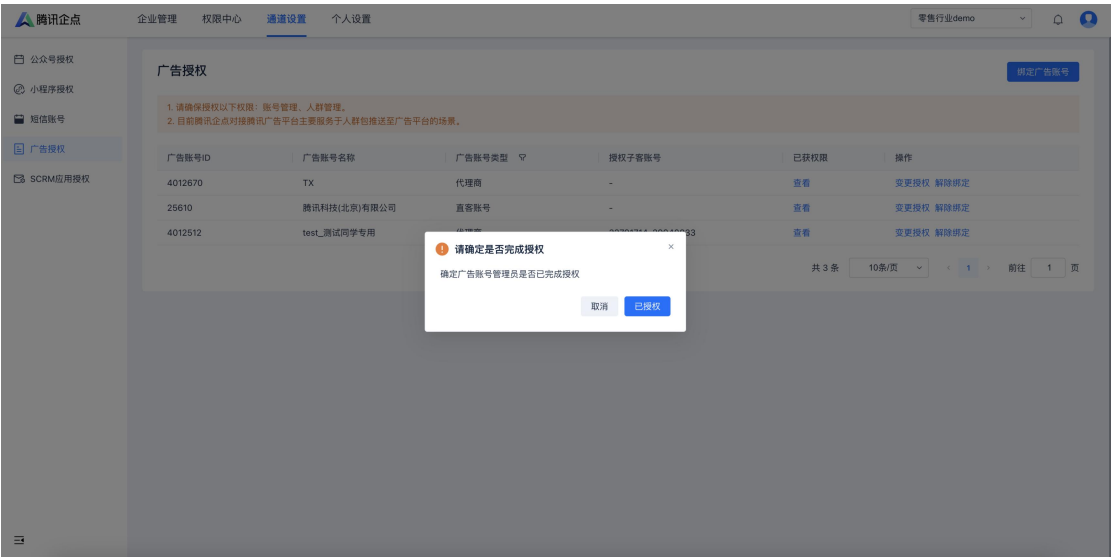 腾讯企点
企业管理 权限中心 通道设置 个人设置
零售行业demo
公众号授权
小程序授权
短信账号
广告授权
SCRM应用授权
广告授权
绑定广告账号
1. 请确保授权以下权限：账号管理、人群管理。
2. 目前腾讯企点对接腾讯广告平台主要服务于人群包推送至广告平台的场景。
广告账号ID 广告账号名称 广告账号类型 授权子客账号 已获权限 操作
4012670 TX 代理商 - 查看 变更授权 解除绑定
25610 腾讯科技(北京)有限公司 直客账号 - 查看 变更授权 解除绑定
4012512 test_测试同学专用 代理商 查看 变更授权 解除绑定
请确定是否完成授权
确定广告账号管理员是否已完成授权
取消 已授权
共 3 条 10条/页 1 前往 1 页